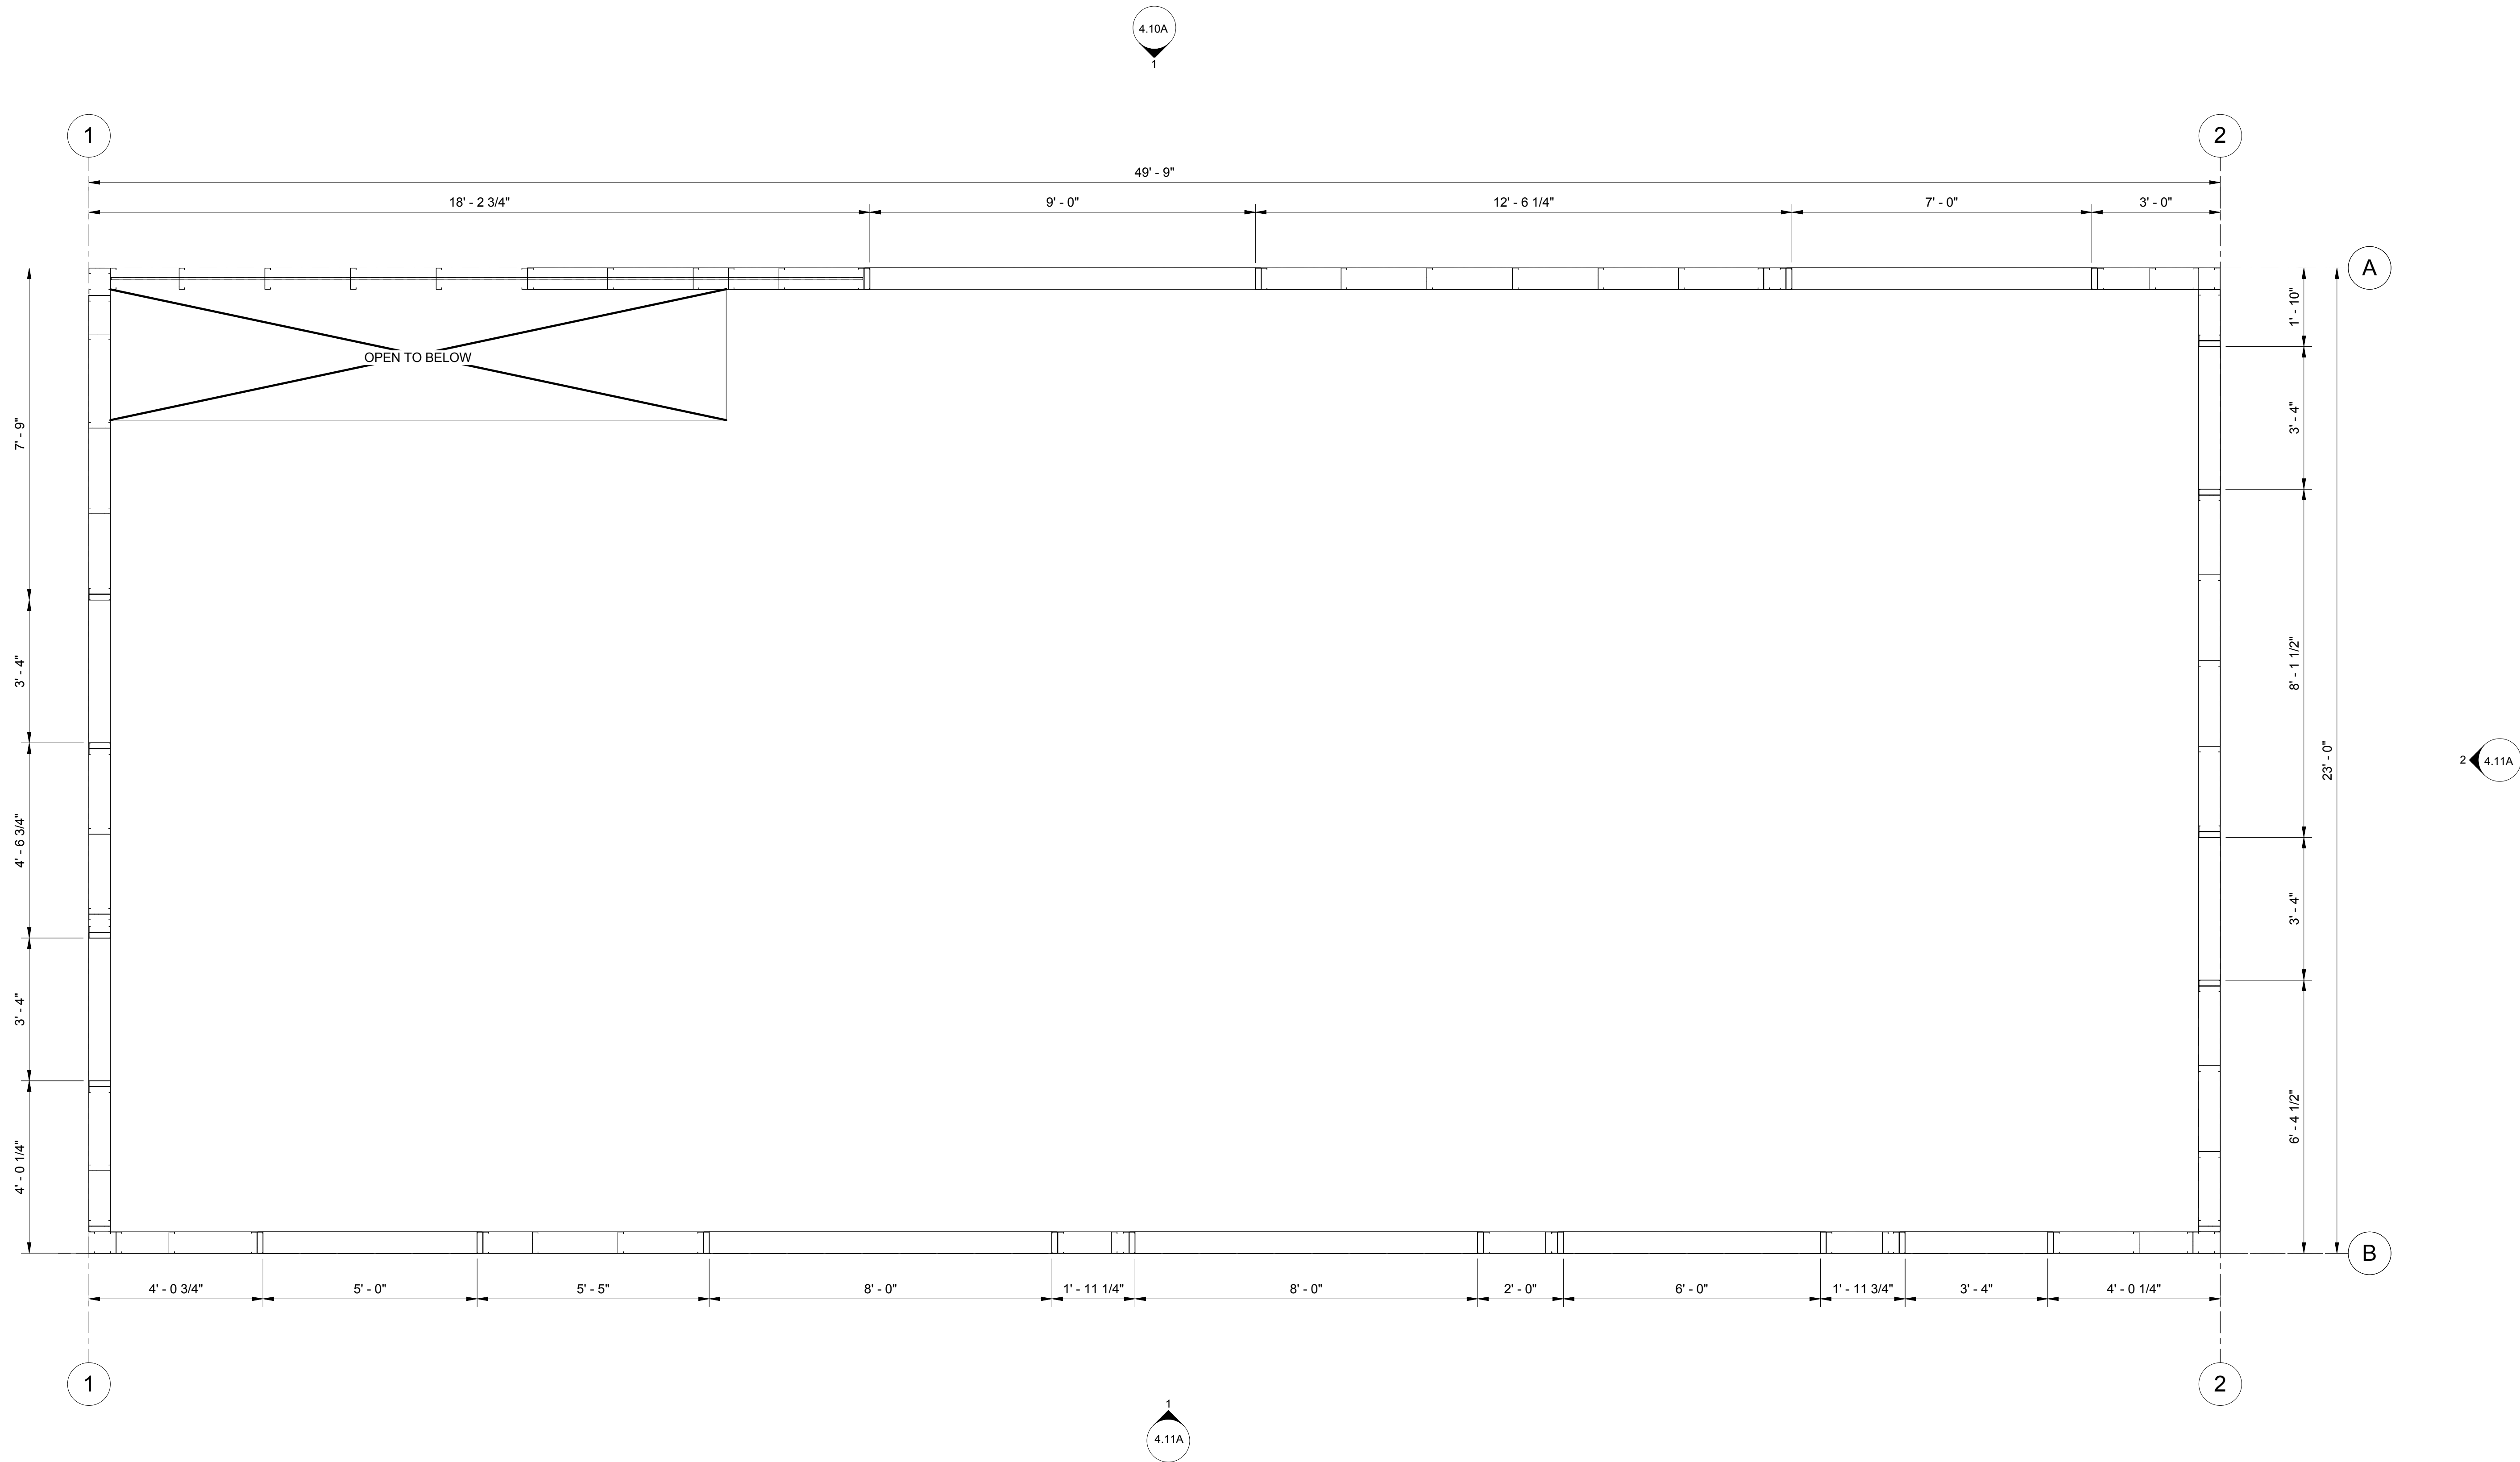 4.10A
1
1
2
49' - 9"
18' - 2 3/4"
9' - 0"
12' - 6 1/4"
7' - 0"
3' - 0"
A
1' - 10"
OPEN TO BELOW
7' - 9"
3' - 4"
3' - 4"
8' - 1 1/2"
23' - 0"
2
4.11A
4' - 6 3/4"
3' - 4"
3' - 4"
6' - 4 1/2"
4' - 0 1/4"
B
4' - 0 3/4"
5' - 0"
5' - 5"
8' - 0"
1' - 11 1/4"
8' - 0"
2' - 0"
6' - 0"
1' - 11 3/4"
3' - 4"
4' - 0 1/4"
1
2
1
4.11A